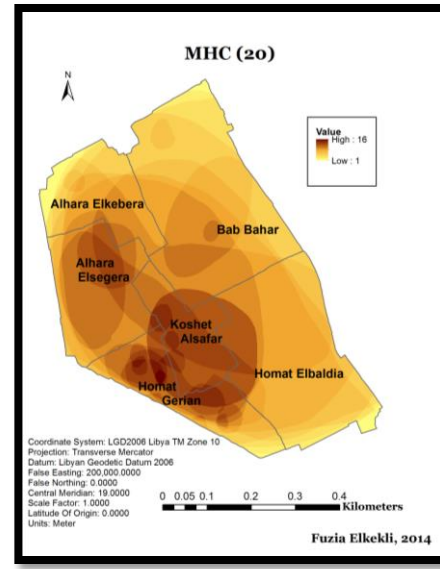 MHC (20)
N
Value
High : 16
Low : 1
Alhara Elkebera
Bab Bahar
Alhara
Elsegera
Koshet
Alsafar
Homat Elbaldia
Homat
Gerian
Coordinate System: LGD2006 Libya TM Zone 10
Projection: Transverse Mercator
Datum: Libyan Geodetic Datum 2006
False Easting: 200,000.0000
False Northing: 0.0000
Central Meridian: 19.0000
Scale Factor: 1.0000
Latitude Of Origin: 0.0000
Units: Meter
0 0.05 0.1 0.2 0.3 0.4
Kilometers
Fuzia Elkekli, 2014